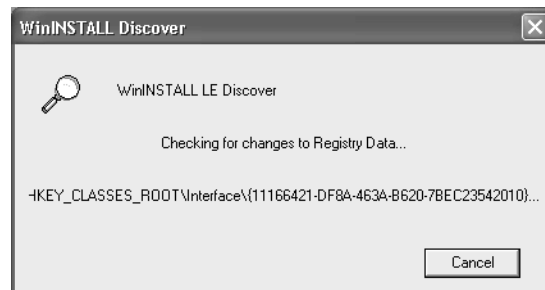 WinINSTALL Discover
WinINSTALL LE Discover
Checking for changes to Registry Data...
HKEY_CLASSES_ROOT\Interface\{11166421-DF8A-463A-B620-7BEC23542010}...
Cancel